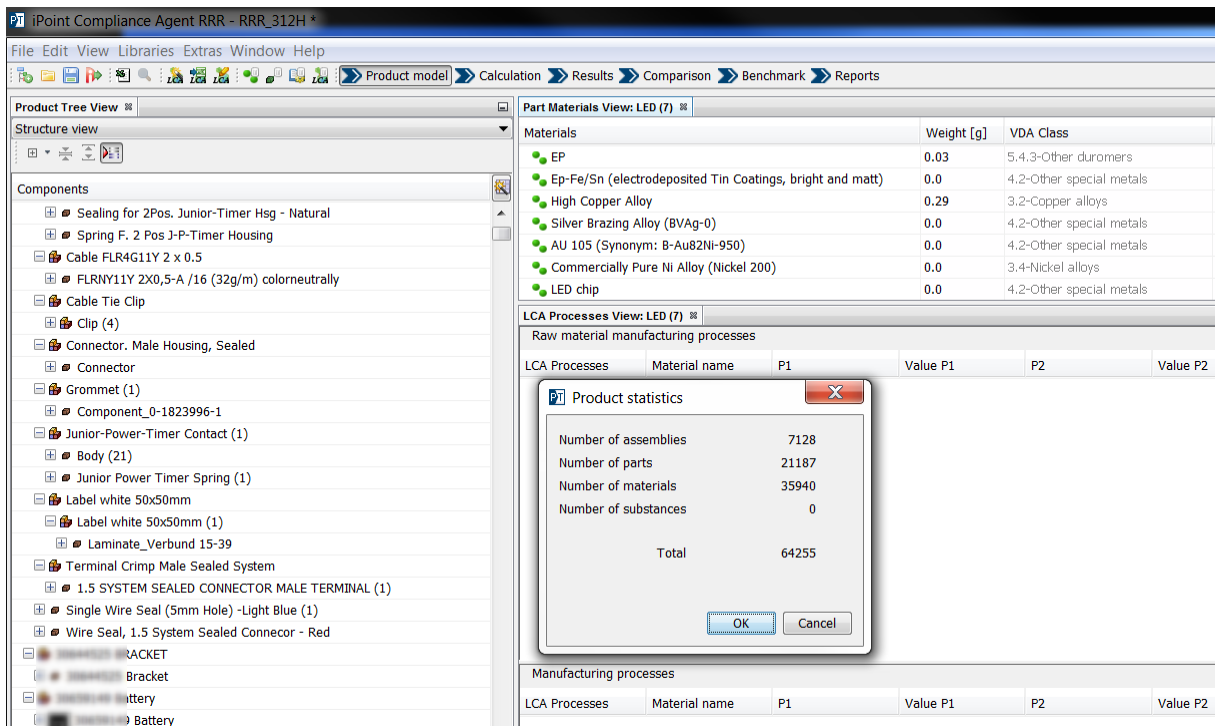 iPoint Compliance Agent RRR - RRR_312H *
File Edit View Libraries Extras Window Help
Product model Calculation Results Comparison Benchmark Reports
Product Tree View
Structure view
Components
Sealing for 2Pos. Junior-Timer Hsg - Natural
Spring F. 2 Pos J-P-Timer Housing
Cable FLR4G11Y 2 x 0.5
FLRNY11Y 2X0,5-A /16 (32g/m) colorneutrally
Cable Tie Clip
Clip (4)
Connector. Male Housing, Sealed
Connector
Grommet (1)
Component_0-1823996-1
Junior-Power-Timer Contact (1)
Body (21)
Junior Power Timer Spring (1)
Label white 50x50mm
Label white 50x50mm (1)
Laminate_Verbund 15-39
Terminal Crimp Male Sealed System
1.5 SYSTEM SEALED CONNECTOR MALE TERMINAL (1)
Single Wire Seal (5mm Hole) -Light Blue (1)
Wire Seal, 1.5 System Sealed Connecor - Red
Bracket
Battery
Part Materials View: LED (7)
Materials Weight [g] VDA Class
EP 0.03 5.4.3-Other duromers
Ep-Fe/Sn (electrodeposited Tin Coatings, bright and matt) 0.0 4.2-Other special metals
High Copper Alloy 0.29 3.2-Copper alloys
Silver Brazing Alloy (BVAg-0) 0.0 4.2-Other special metals
AU 105 (Synonym: B-Au82Ni-950) 0.0 4.2-Other special metals
Commercially Pure Ni Alloy (Nickel 200) 0.0 3.4-Nickel alloys
LED chip 0.0 4.2-Other special metals
LCA Processes View: LED (7)
Raw material manufacturing processes
LCA Processes Material name P1 Value P1 P2 Value P2
Product statistics
Number of assemblies 7128
Number of parts 21187
Number of materials 35940
Number of substances 0
Total 64255
OK Cancel
Manufacturing processes
LCA Processes Material name P1 Value P1 P2 Value P2